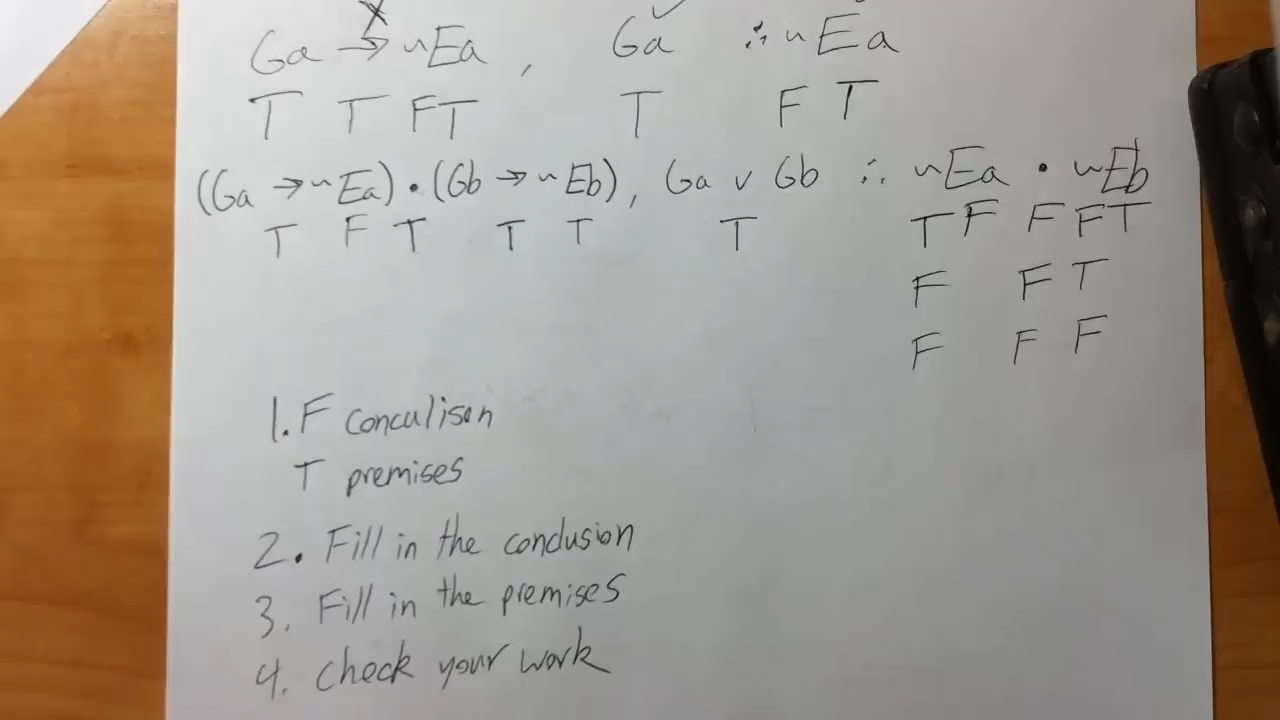 Ga → ~Ea , Ga ∴ ~Ea
T T FT T F T
(Ga → ~Ea) • (Gb → ~Eb), Ga v Gb ∴ ~Ea • ~Eb
T F T T T T T F F F T
F F T
F F F
1. F conculison
T premises
2. Fill in the conclusion
3. Fill in the premises
4. check your work